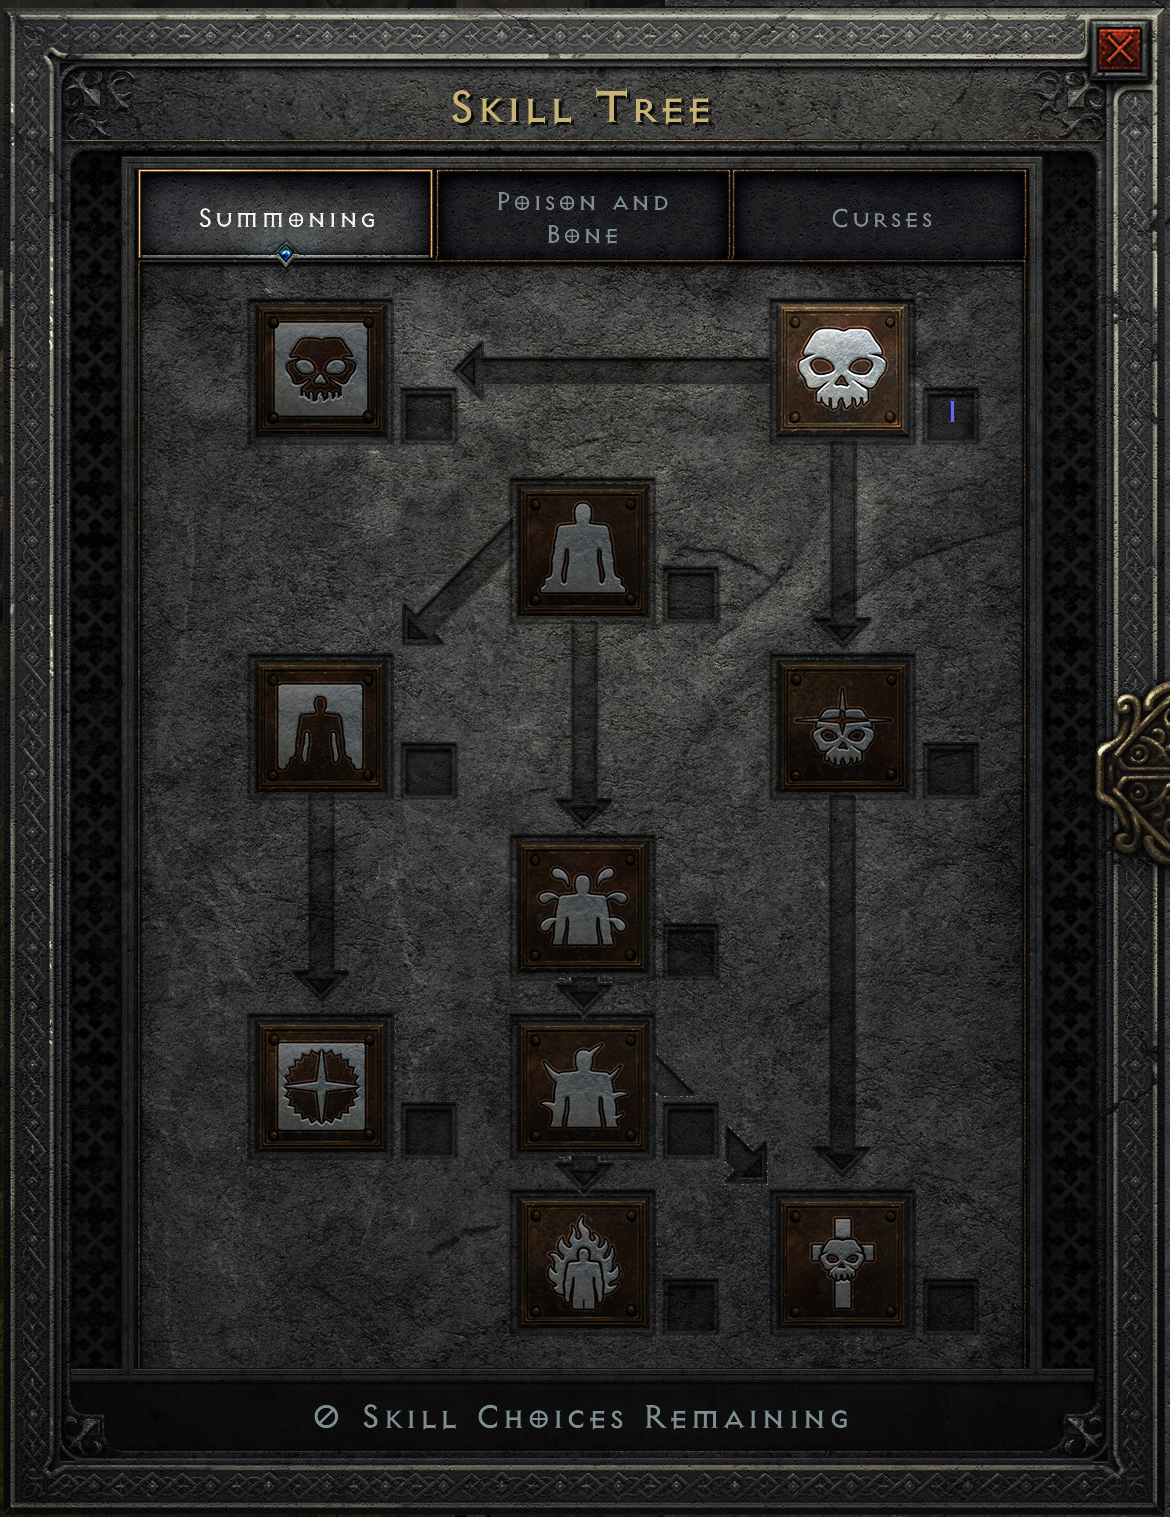 Skill Tree
Summoning
Poison and
Bone
Curses
1
0 Skill Choices Remaining